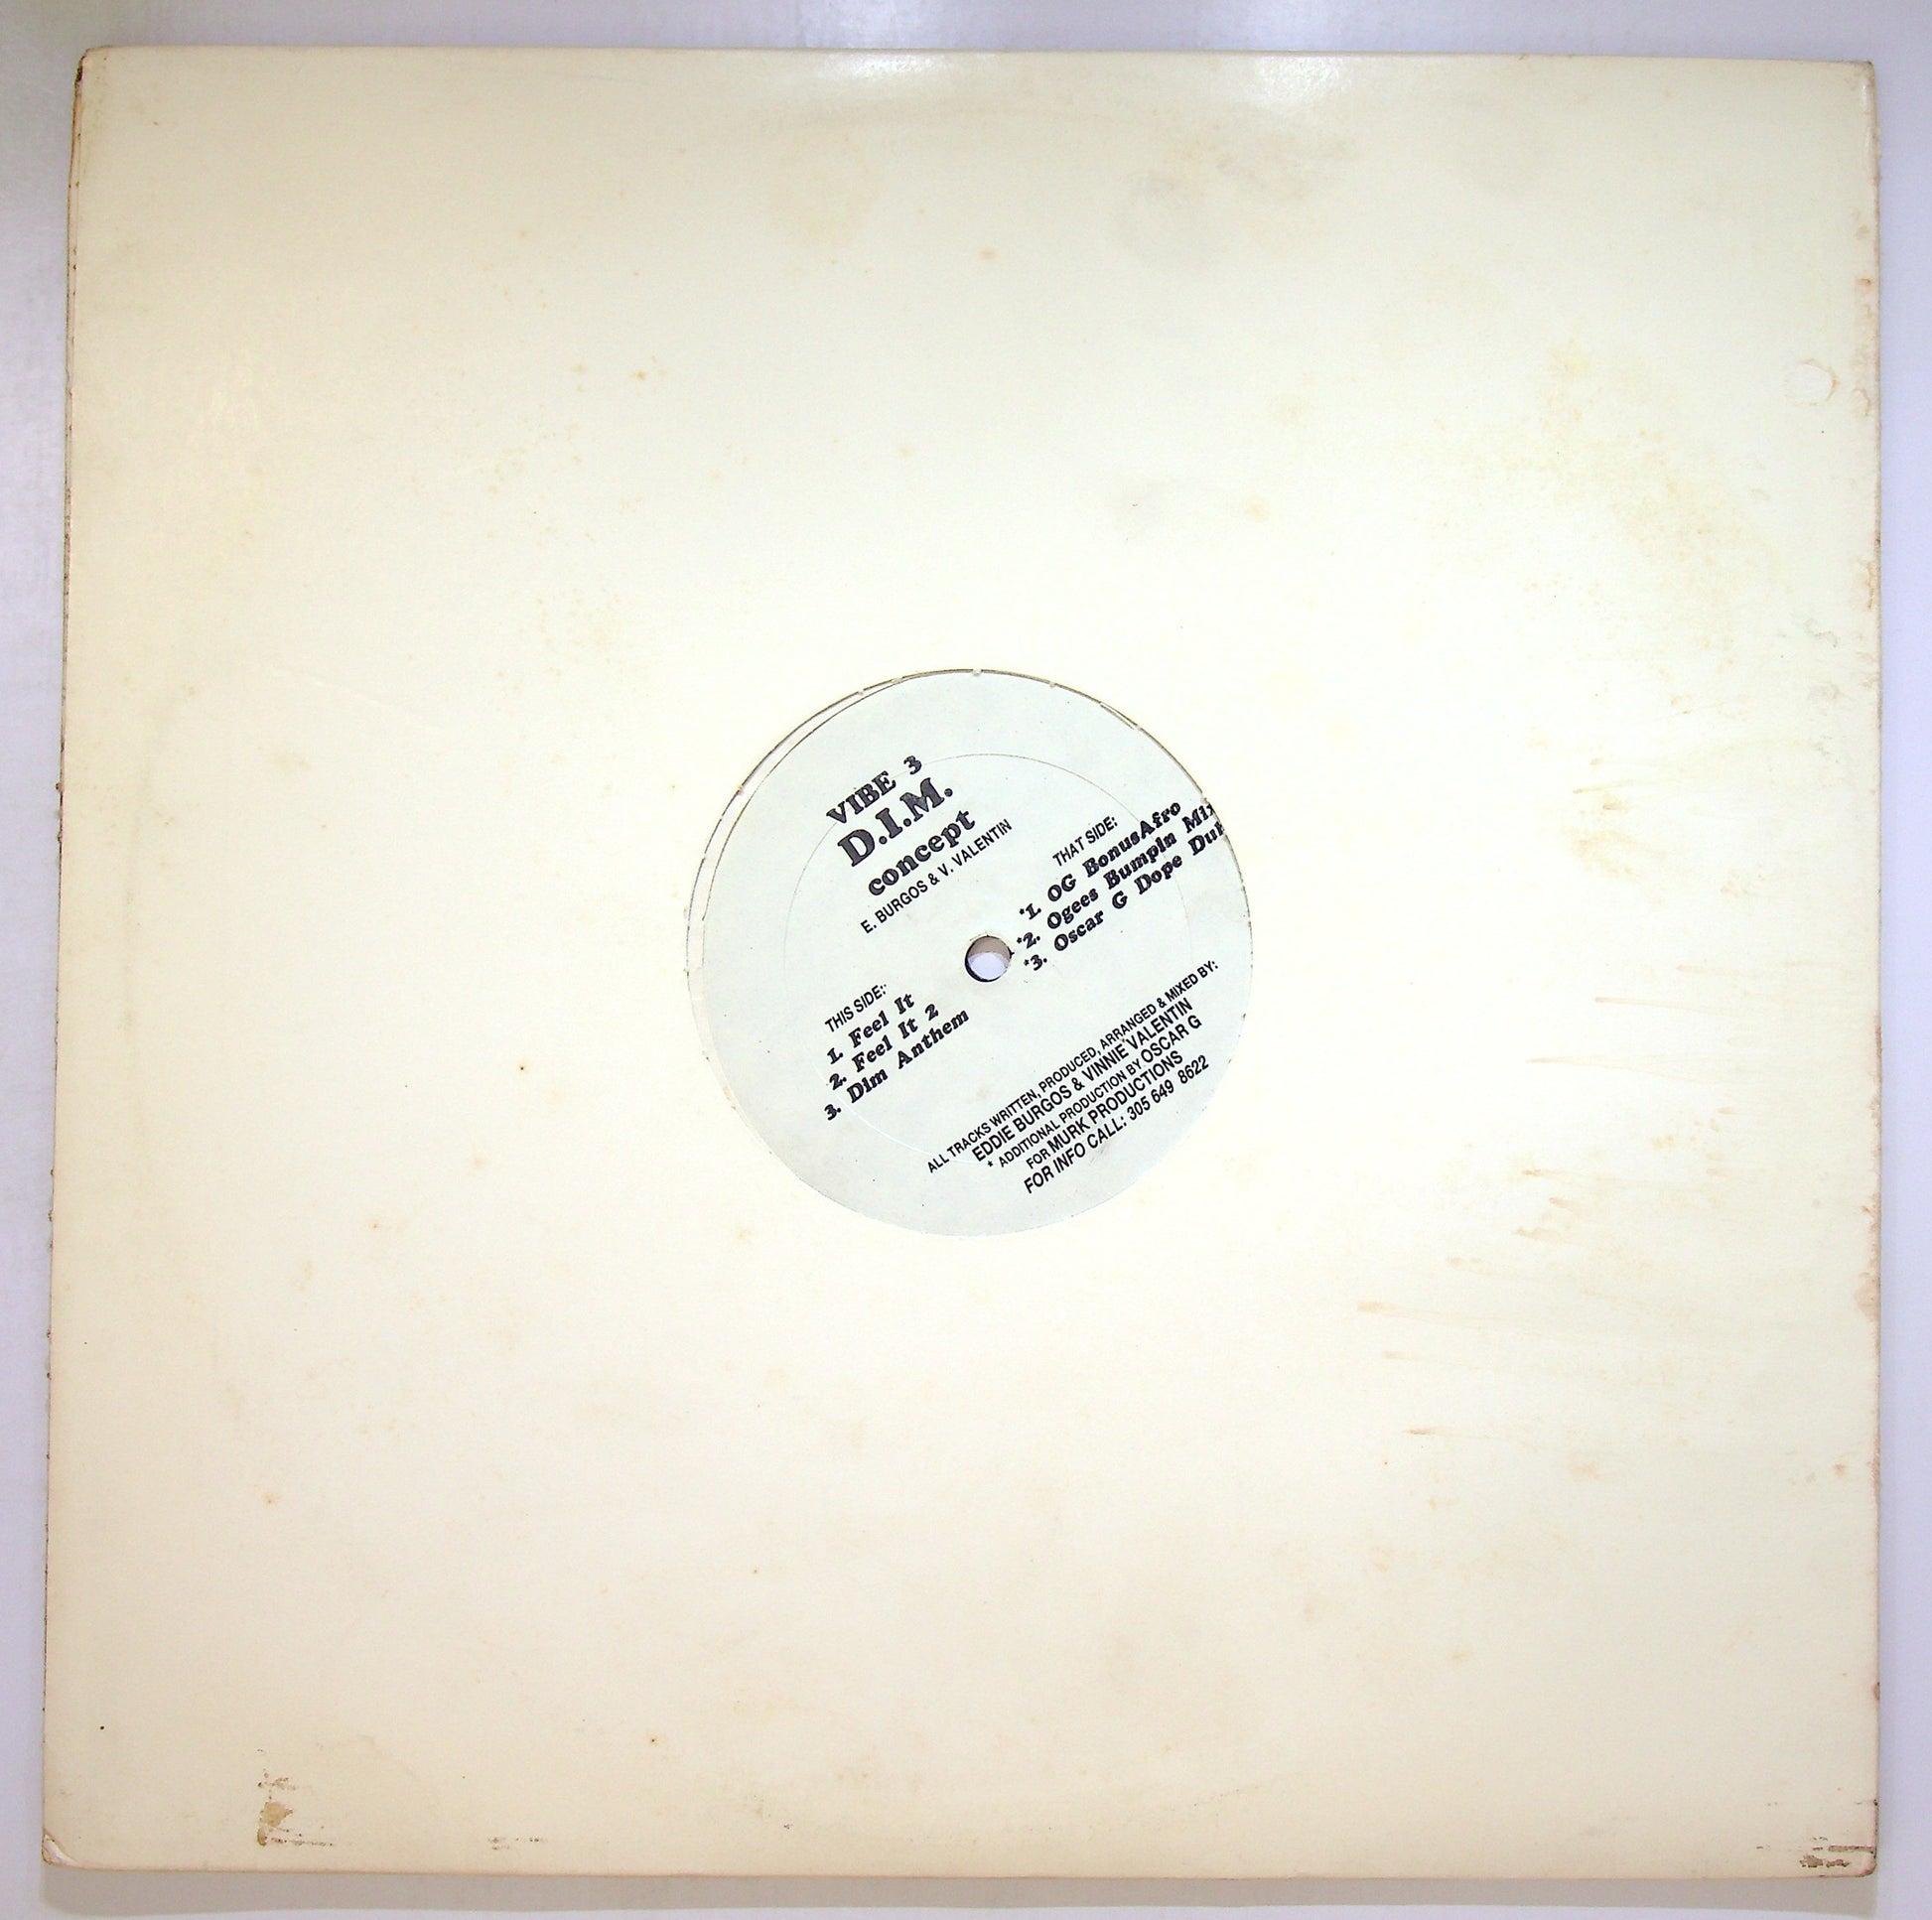 VIBE 3
D.I.M.
concept
E. BURGOS & V. VALENTIN
THIS SIDE:
1. Feel It
2. Feel It 2
3. Dim Anthem
THAT SIDE:
*1. OG BonusAfro
*2. Ogees Bumpin Mix
*3. Oscar G Dope Dub
ALL TRACKS WRITTEN, PRODUCED, ARRANGED & MIXED BY:
EDDIE BURGOS & VINNIE VALENTIN
* ADDITIONAL PRODUCTION BY OSCAR G
FOR MURK PRODUCTIONS
FOR INFO CALL: 305 649 8622